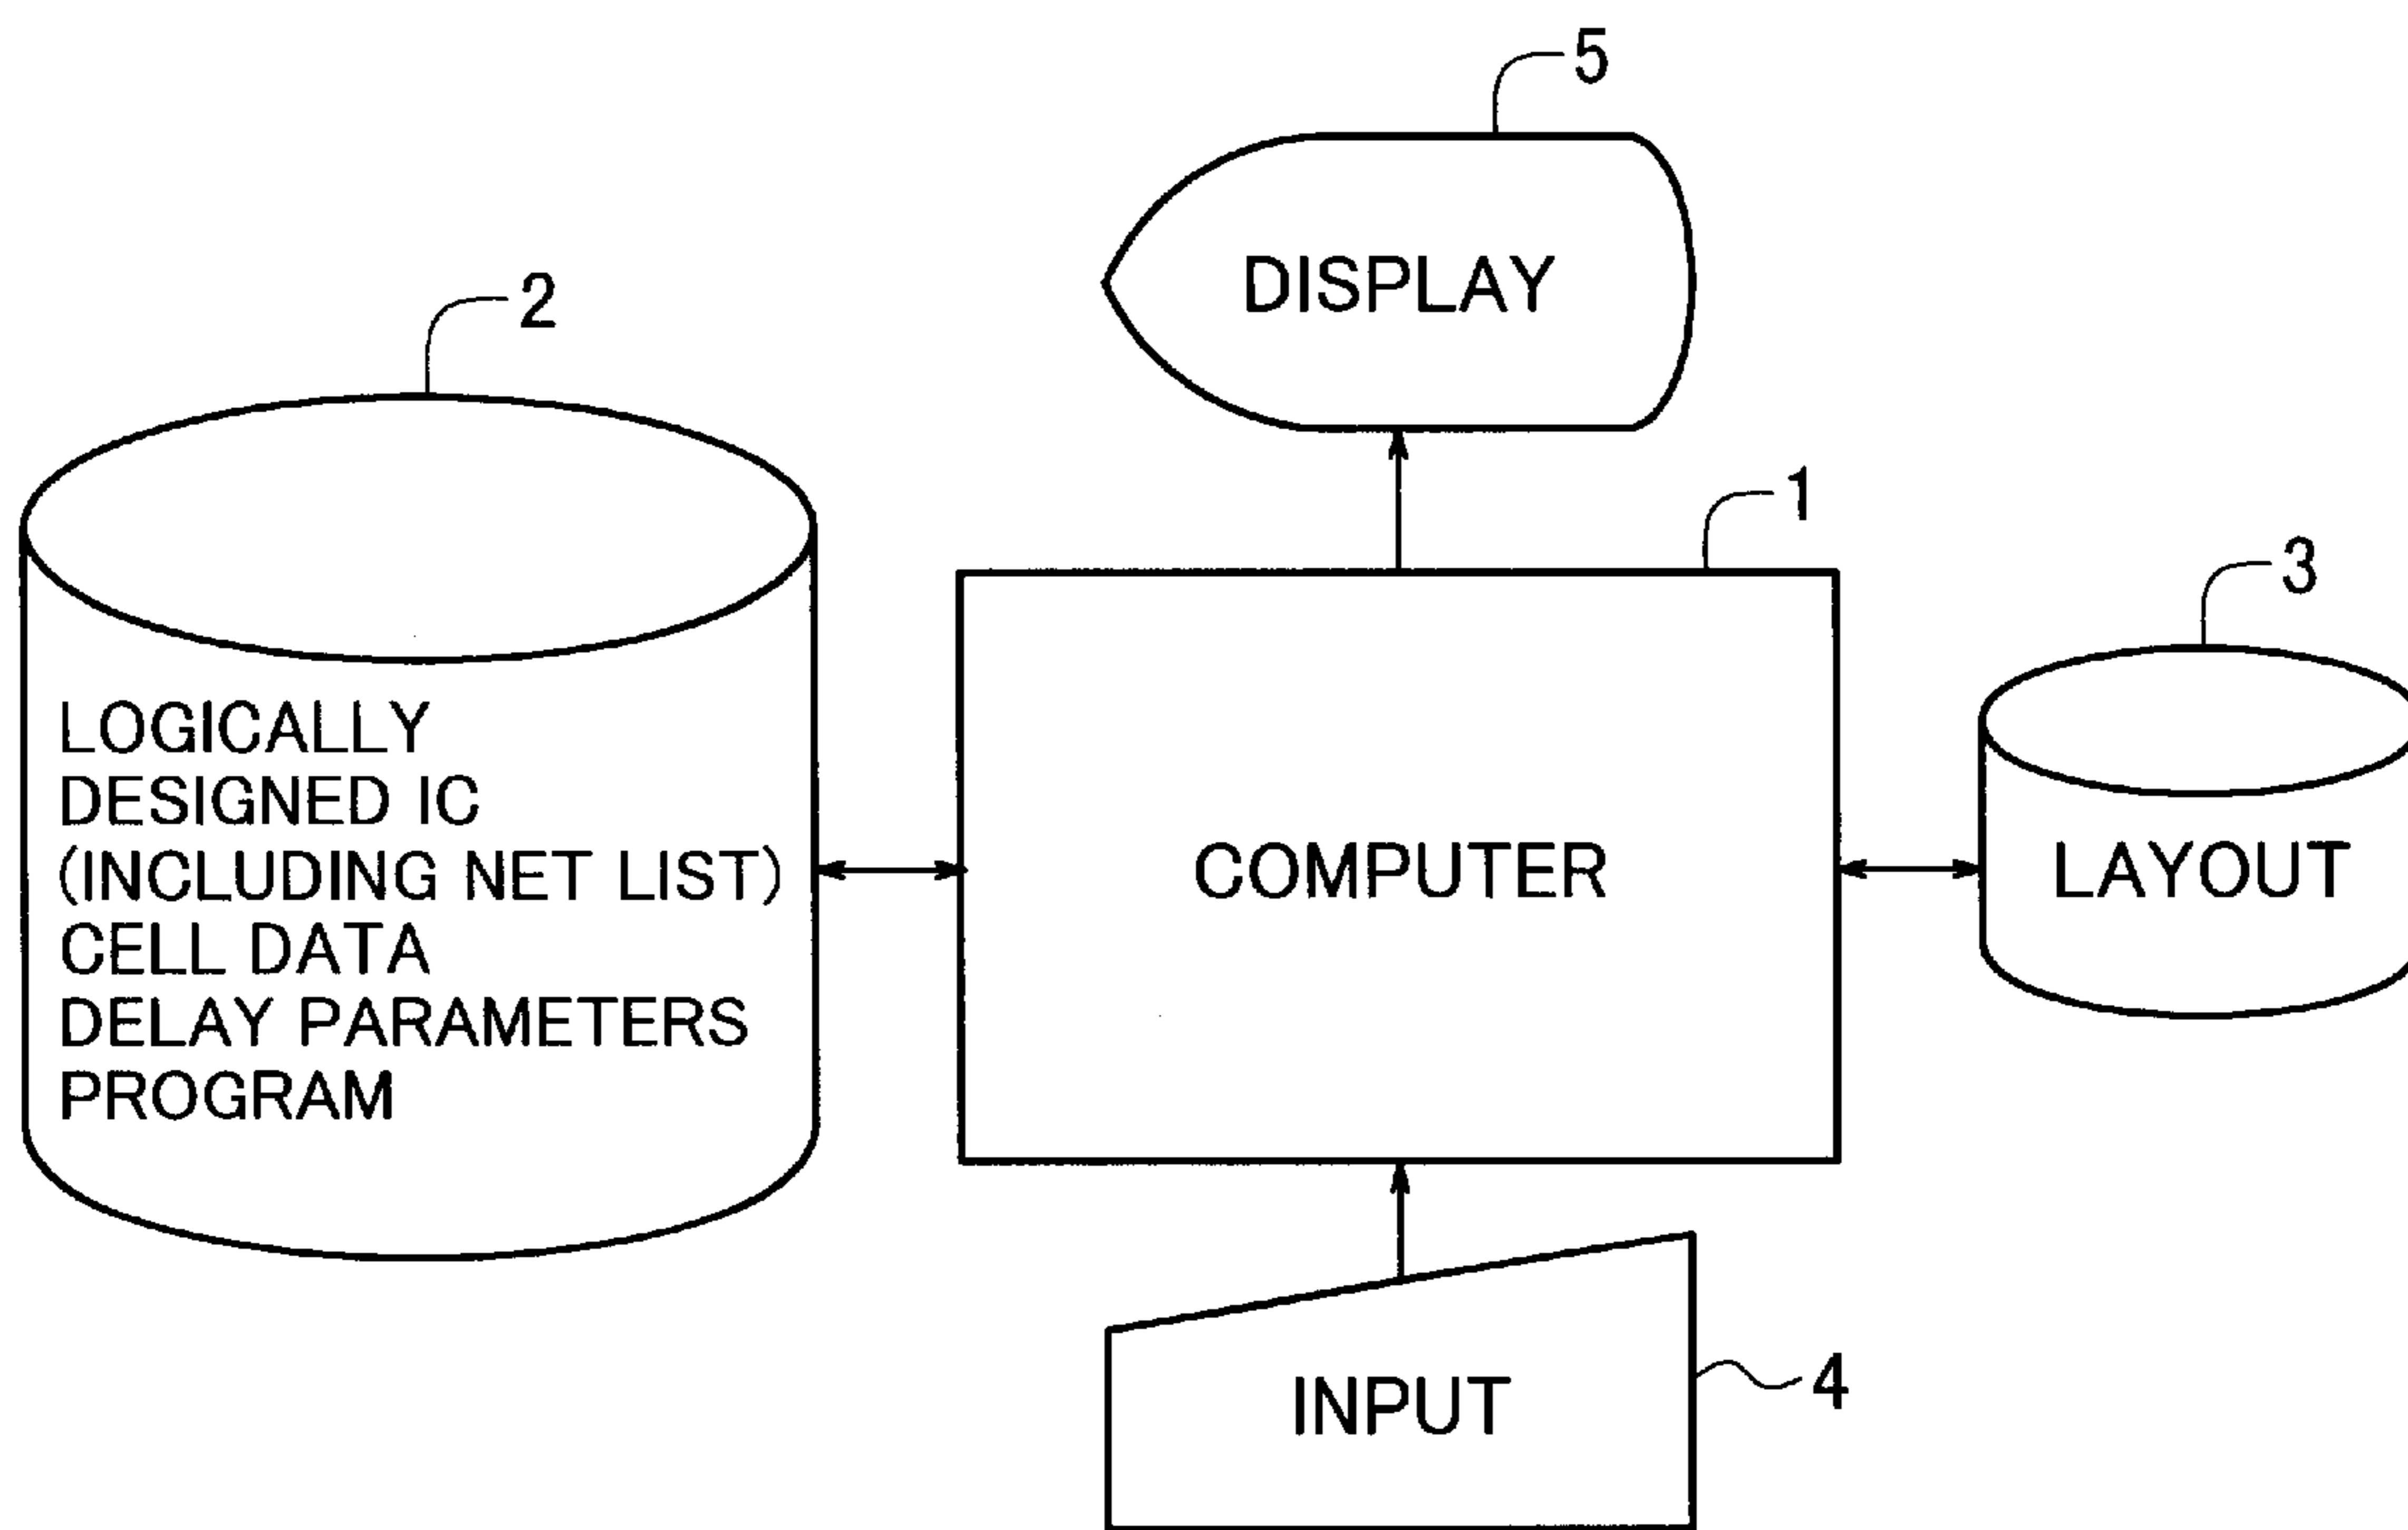 5
DISPLAY
2
1
3
LOGICALLY
DESIGNED IC
(INCLUDING NET LIST)
CELL DATA
DELAY PARAMETERS
PROGRAM
COMPUTER
LAYOUT
INPUT
4